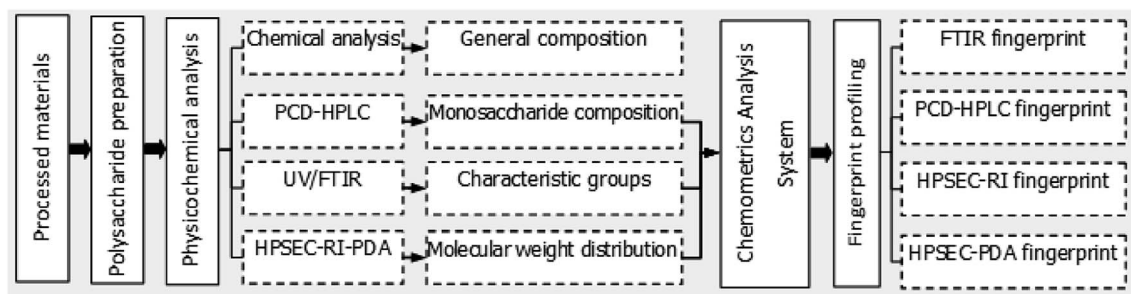 Processed materials
Polysaccharide preparation
Physicochemical analysis
Chemical analysis
General composition
PCD-HPLC
Monosaccharide composition
UV/FTIR
Characteristic groups
HPSEC-RI-PDA
Molecular weight distribution
Chemometrics Analysis
System
Fingerprint profiling
FTIR fingerprint
PCD-HPLC fingerprint
HPSEC-RI fingerprint
HPSEC-PDA fingerprint